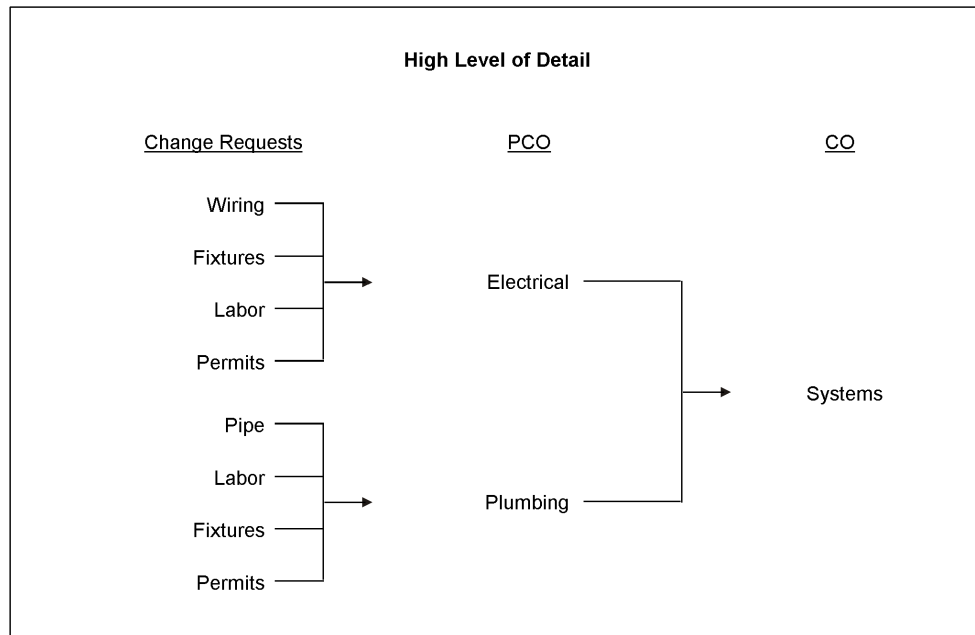 High Level of Detail
Change Requests PCO CO
Wiring
Fixtures
Electrical
Labor
Permits
Systems
Pipe
Labor
Plumbing
Fixtures
Permits